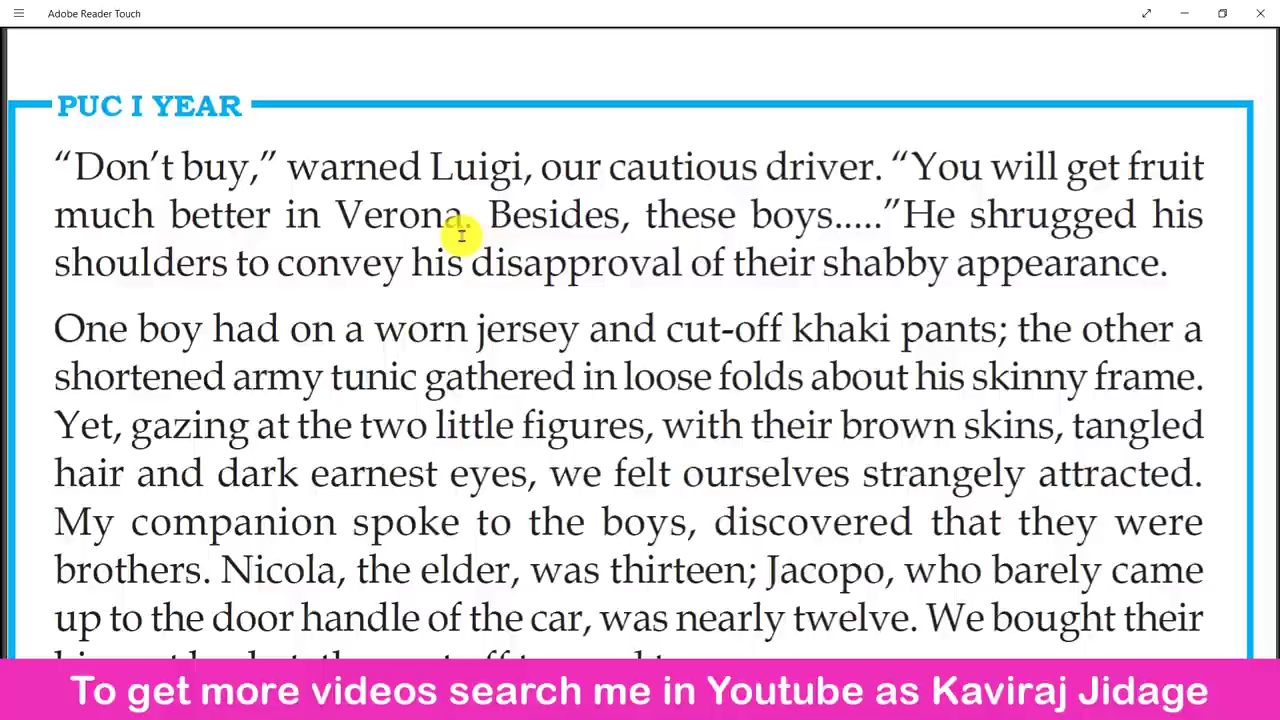 Adobe Reader Touch
PUC I YEAR
“Don’t buy,” warned Luigi, our cautious driver. “You will get fruit
much better in Verona. Besides, these boys.....”He shrugged his
shoulders to convey his disapproval of their shabby appearance.
One boy had on a worn jersey and cut-off khaki pants; the other a
shortened army tunic gathered in loose folds about his skinny frame.
Yet, gazing at the two little figures, with their brown skins, tangled
hair and dark earnest eyes, we felt ourselves strangely attracted.
My companion spoke to the boys, discovered that they were
brothers. Nicola, the elder, was thirteen; Jacopo, who barely came
up to the door handle of the car, was nearly twelve. We bought their
To get more videos search me in Youtube as Kaviraj Jidage